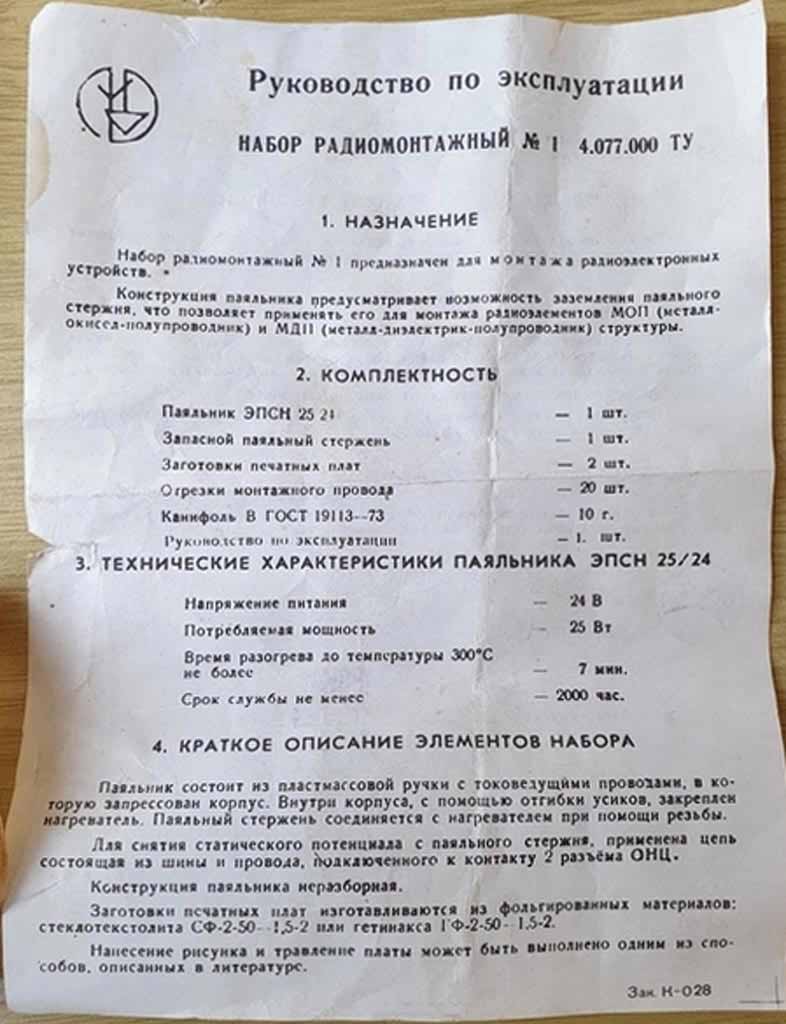 Руководство по эксплуатации
НАБОР РАДИОМОНТАЖНЫЙ № 1 4.077.000 ТУ
1. НАЗНАЧЕНИЕ
Набор радиомонтажный № 1 предназначен для монтажа радиоэлектронных
устройств.
Конструкция паяльника предусматривает возможность заземления паяльного
стержня, что позволяет применять его для монтажа радиоэлементов МОП (металл-
окисел-полупроводник) и МДП (металл-диэлектрик-полупроводник) структуры.
2. КОМПЛЕКТНОСТЬ
Паяльник ЭПСН 25 24 — 1 шт.
Запасной паяльный стержень — 1 шт.
Заготовки печатных плат — 2 шт.
Отрезки монтажного провода — 20 шт.
Канифоль В ГОСТ 19113—73 — 10 г.
Руководство по эксплуатации — 1. шт.
3. ТЕХНИЧЕСКИЕ ХАРАКТЕРИСТИКИ ПАЯЛЬНИКА ЭПСН 25/24
Напряжение питания — 24 В
Потребляемая мощность — 25 Вт
Время разогрева до температуры 300°С
не более — 7 мин.
Срок службы не менее — 2000 час.
4. КРАТКОЕ ОПИСАНИЕ ЭЛЕМЕНТОВ НАБОРА
Паяльник состоит из пластмассовой ручки с токоведущими проводами, в ко-
торую запрессован корпус. Внутри корпуса, с помощью отгибки усиков, закреплен
нагреватель. Паяльный стержень соединяется с нагревателем при помощи резьбы.
Для снятия статического потенциала с паяльного стержня, применена цепь
состоящая из шины и провода, подключенного к контакту 2 разъёма ОНЦ.
Конструкция паяльника неразборная.
Заготовки печатных плат изготавливаются из фольгированных материалов:
стеклотекстолита СФ-2-50—1,5-2 или гетинакса ГФ-2-50—1,5-2.
Нанесение рисунка и травление платы может быть выполнено одним из спо-
собов, описанных в литературе.
Зак. К-028